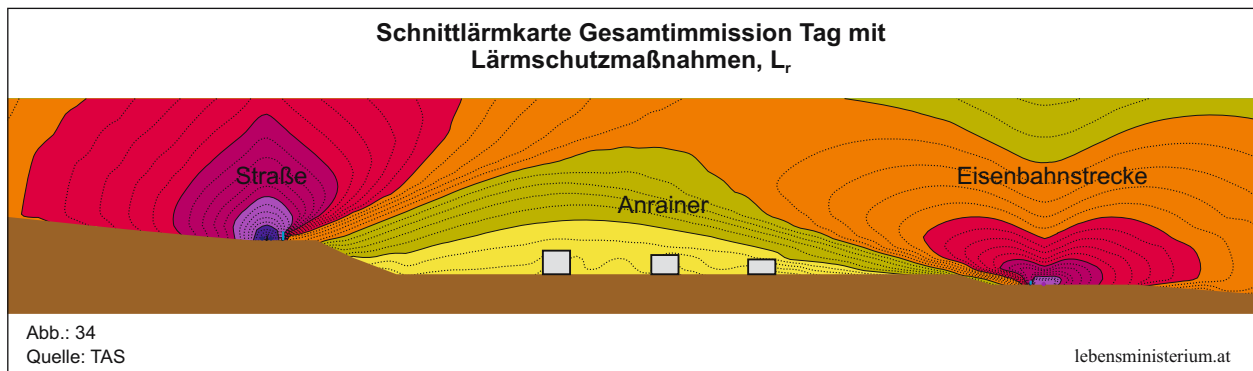 Schnittlärmkarte Gesamtimmission Tag mit
Lärmschutzmaßnahmen, Lr
Straße
Eisenbahnstrecke
Anrainer
Abb.: 34
Quelle: TAS
lebensministerium.at